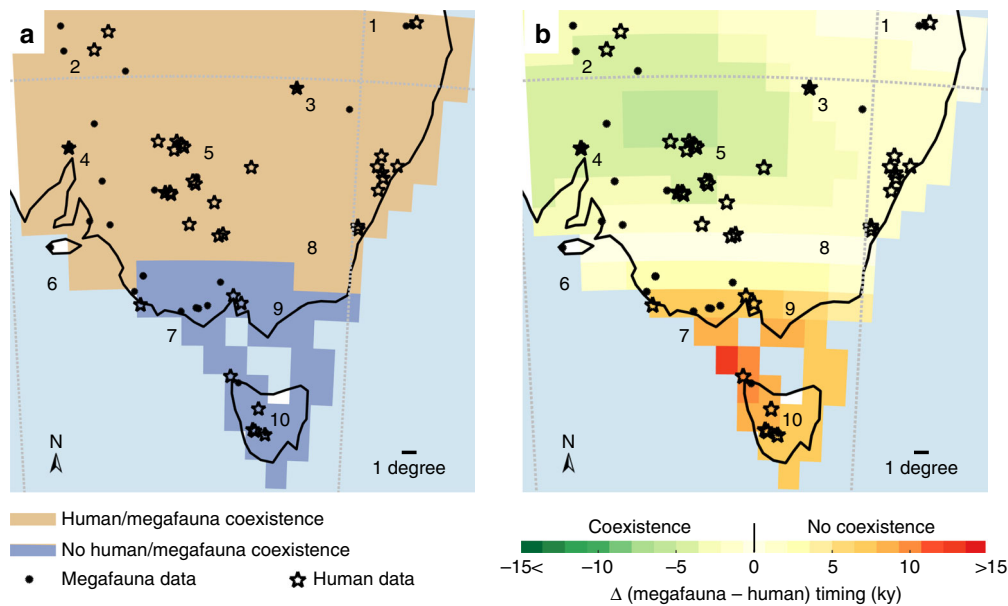 a
1
2
3
4
5
6
7
8
9
10
N
1 degree
b
1
2
3
4
5
6
7
8
9
10
N
1 degree
Human/megafauna coexistence
No human/megafauna coexistence
Megafauna data
Human data
Coexistence
No coexistence
−15<
−10
−5
0
5
10
>15
Δ (megafauna – human) timing (ky)